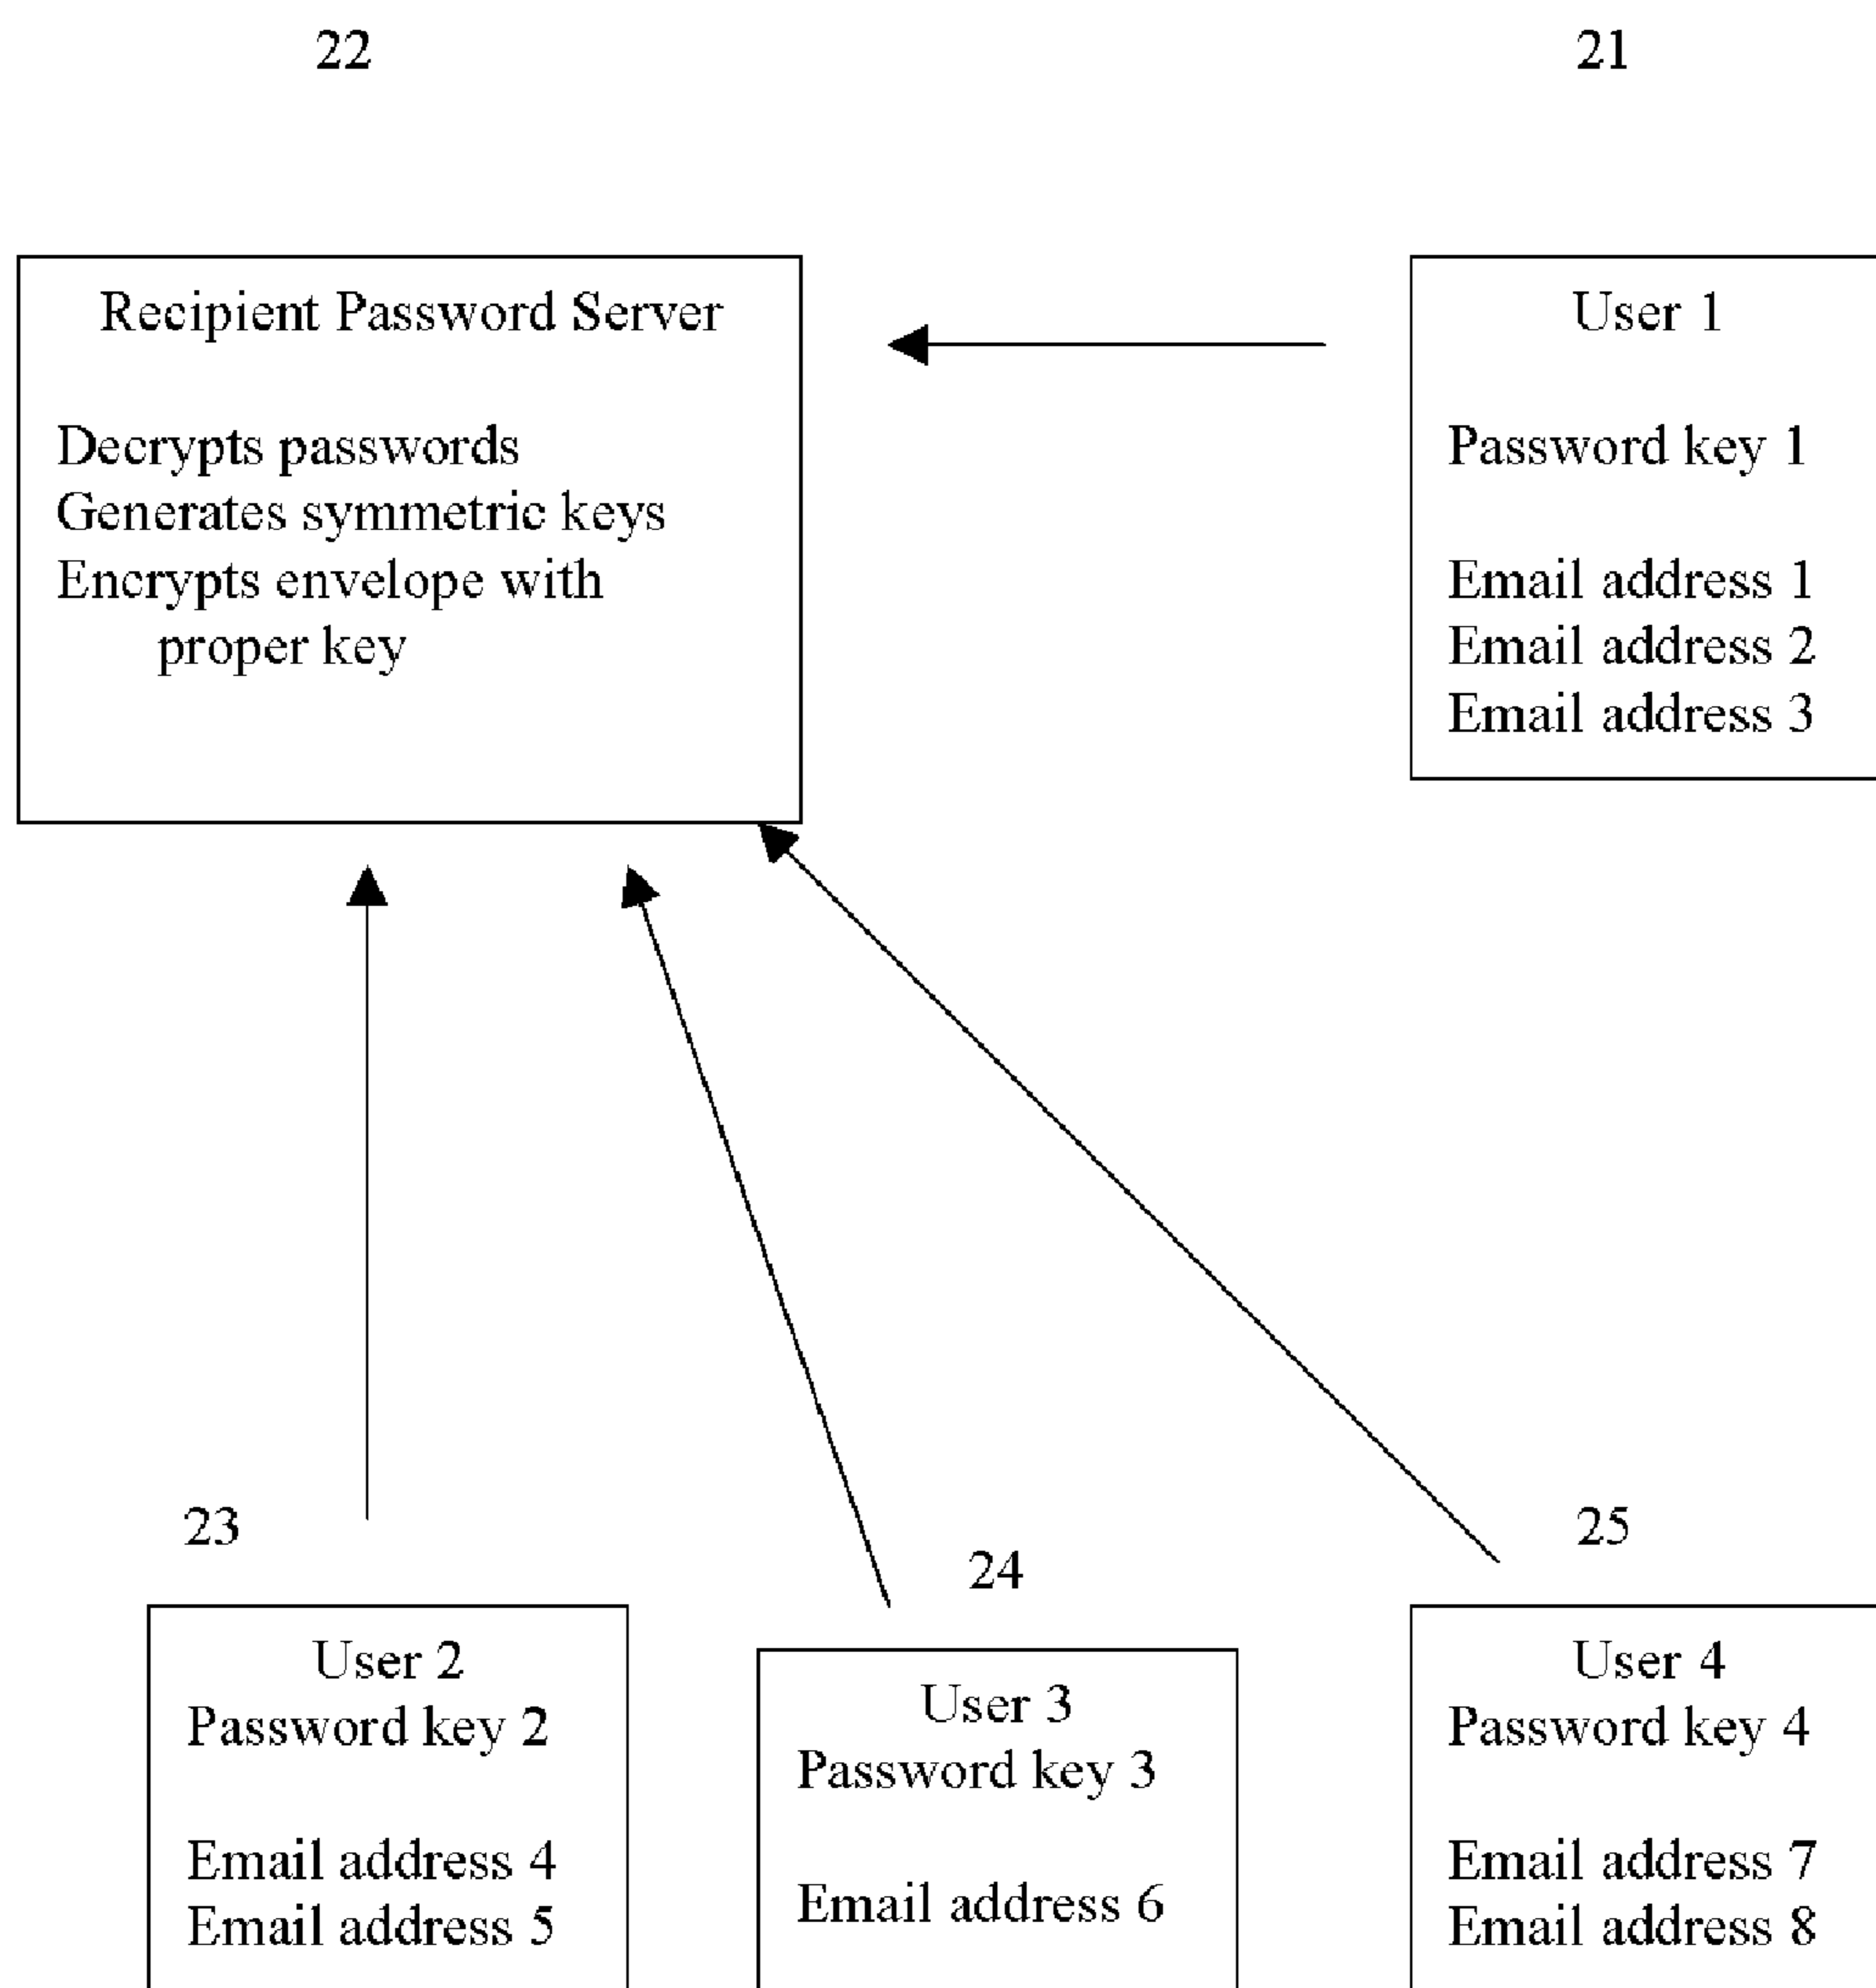 22
21
Recipient Password Server
Decrypts passwords
Generates symmetric keys
Encrypts envelope with
proper key
User 1
Password key 1
Email address 1
Email address 2
Email address 3
23
User 2
Password key 2
Email address 4
Email address 5
24
User 3
Password key 3
Email address 6
25
User 4
Password key 4
Email address 7
Email address 8